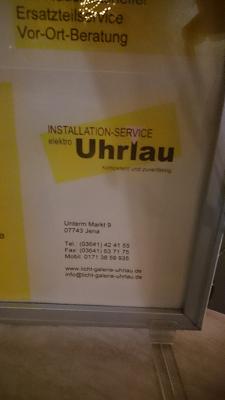 Ersatzteilservice
Vor-Ort-Beratung
INSTALLATION-SERVICE
elektro Uhrlau
kompetent und zuverlässig
Unterm Markt 9
07743 Jena
Tel.: (03641) 42 41 55
Fax: (03641) 53 71 75
Mobil: 0171 38 59 935
www.licht-galerie-uhrlau.de
info@licht-galerie-uhrlau.de